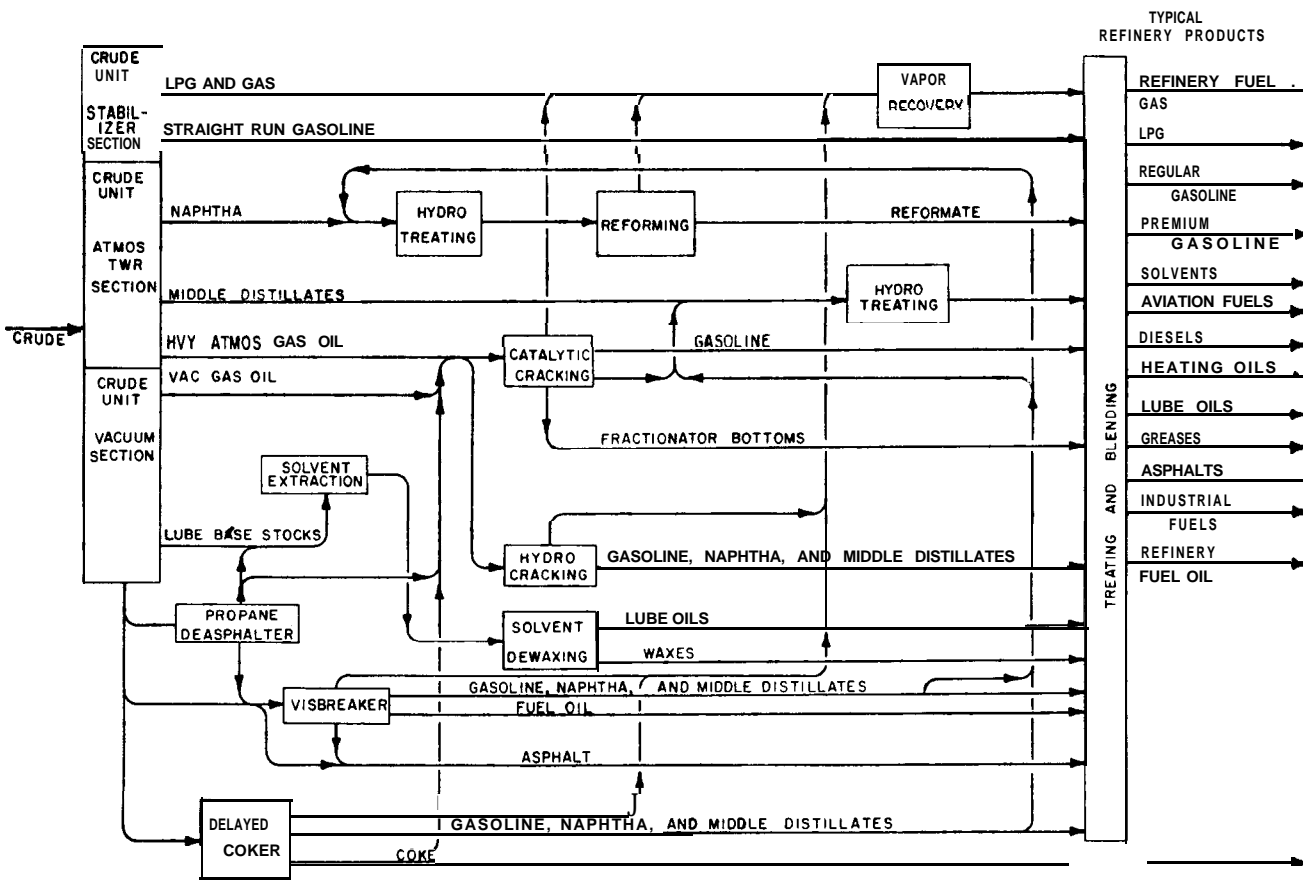 TYPICAL
REFINERY PRODUCTS
CRUDE
UNIT
STABIL-
IZER
SECTION
LPG AND GAS
VAPOR
RECOVERY
REFINERY FUEL .
GAS
STRAIGHT RUN GASOLINE
LPG
CRUDE
UNIT
ATMOS
TWR
SECTION
REGULAR
GASOLINE
NAPHTHA
HYDRO
TREATING
REFORMING
REFORMATE
PREMIUM
GASOLINE
SOLVENTS
MIDDLE DISTILLATES
HYDRO
TREATING
AVIATION FUELS
CRUDE
HVY ATMOS GAS OIL
CATALYTIC
CRACKING
GASOLINE
DIESELS
VAC GAS OIL
HEATING OILS
CRUDE
UNIT
VACUUM
SECTION
LUBE OILS
FRACTIONATOR BOTTOMS
GREASES
SOLVENT
EXTRACTION
ASPHALTS
TREATING AND BLENDING
INDUSTRIAL
FUELS
LUBE BASE STOCKS
HYDRO
CRACKING
GASOLINE, NAPHTHA, AND MIDDLE DISTILLATES
REFINERY
FUEL OIL
PROPANE
DEASPHALTER
SOLVENT
DEWAXING
LUBE OILS
WAXES
VISBREAKER
GASOLINE, NAPHTHA, AND MIDDLE DISTILLATES
FUEL OIL
ASPHALT
DELAYED
COKER
GASOLINE, NAPHTHA, AND MIDDLE DISTILLATES
COKE